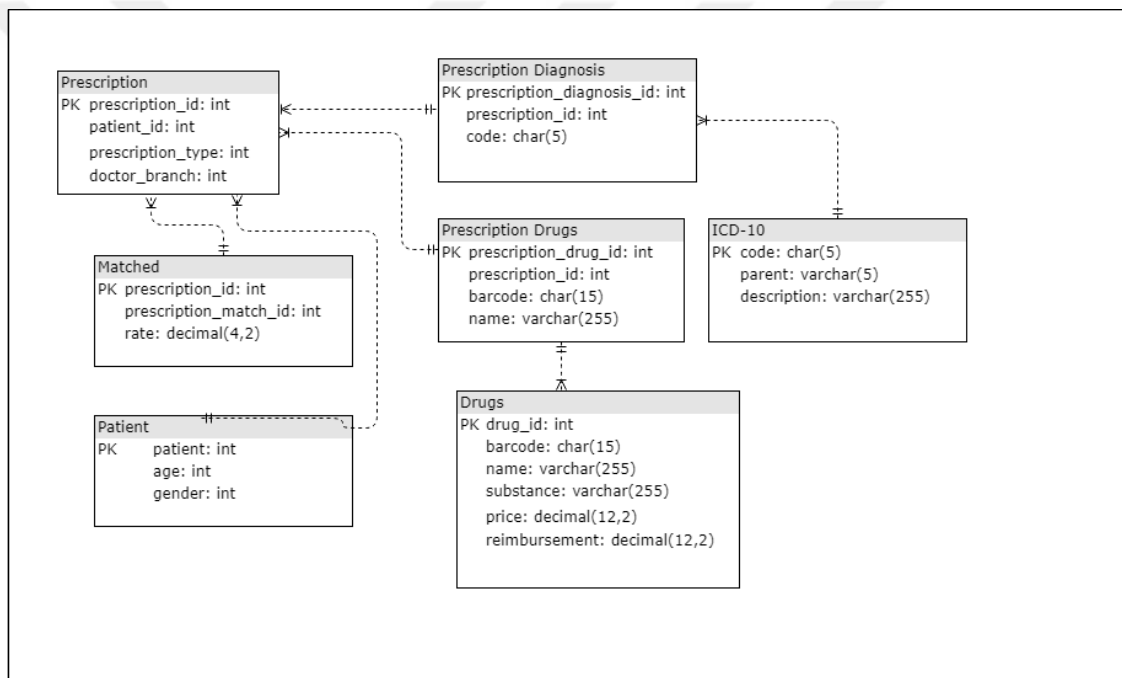 Prescription
PK prescription_id: int
patient_id: int
prescription_type: int
doctor_branch: int
Prescription Diagnosis
PK prescription_diagnosis_id: int
prescription_id: int
code: char(5)
Matched
PK prescription_id: int
prescription_match_id: int
rate: decimal(4,2)
Prescription Drugs
PK prescription_drug_id: int
prescription_id: int
barcode: char(15)
name: varchar(255)
ICD-10
PK code: char(5)
parent: varchar(5)
description: varchar(255)
Patient
PK patient: int
age: int
gender: int
Drugs
PK drug_id: int
barcode: char(15)
name: varchar(255)
substance: varchar(255)
price: decimal(12,2)
reimbursement: decimal(12,2)